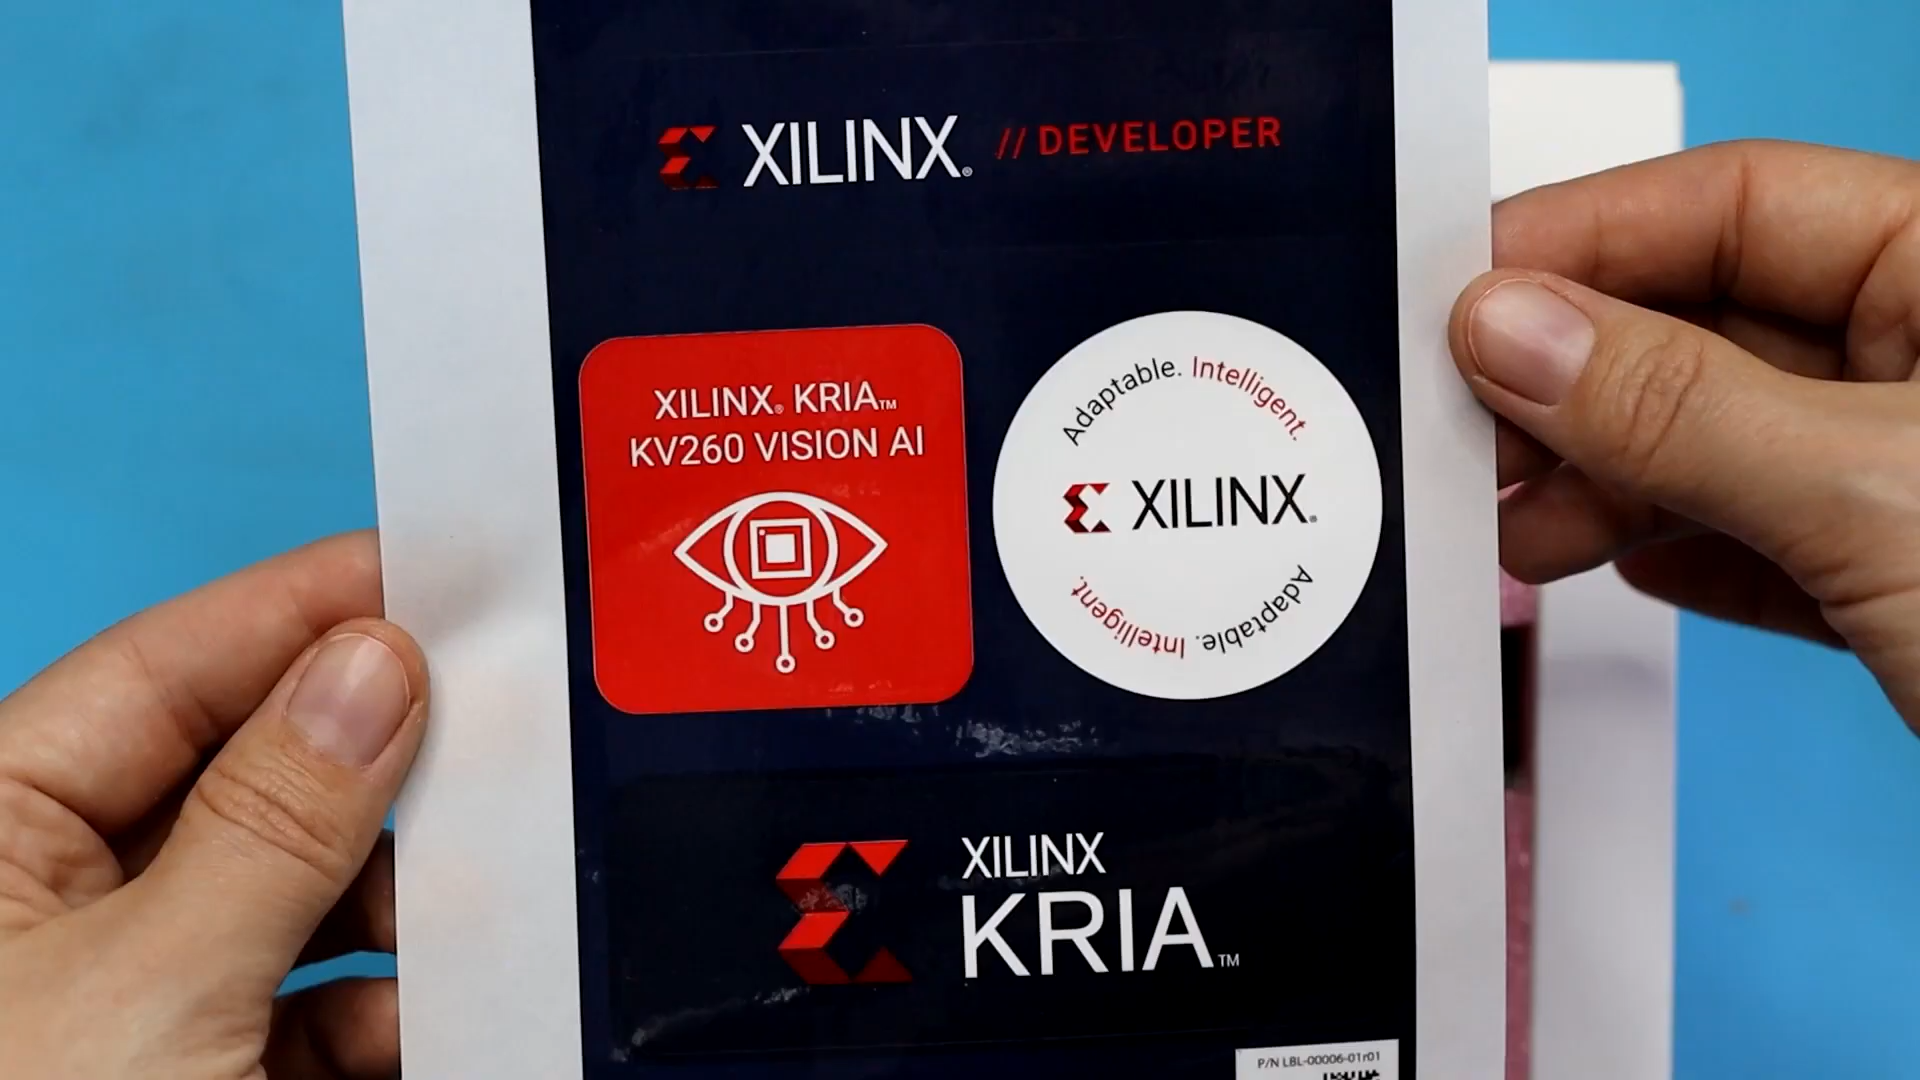 XILINX® // DEVELOPER
XILINX® KRIA™
KV260 VISION AI
Adaptable. Intelligent.
XILINX®
Adaptable. Intelligent.
XILINX
KRIA™
P/N LBL-00006-01r01